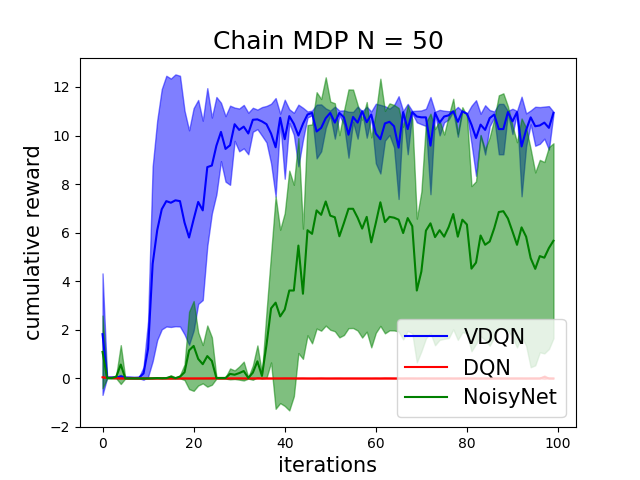 Chain MDP N = 50
cumulative reward
12
10
8
6
4
2
0
−2
0 20 40 60 80 100
iterations
VDQN
DQN
NoisyNet